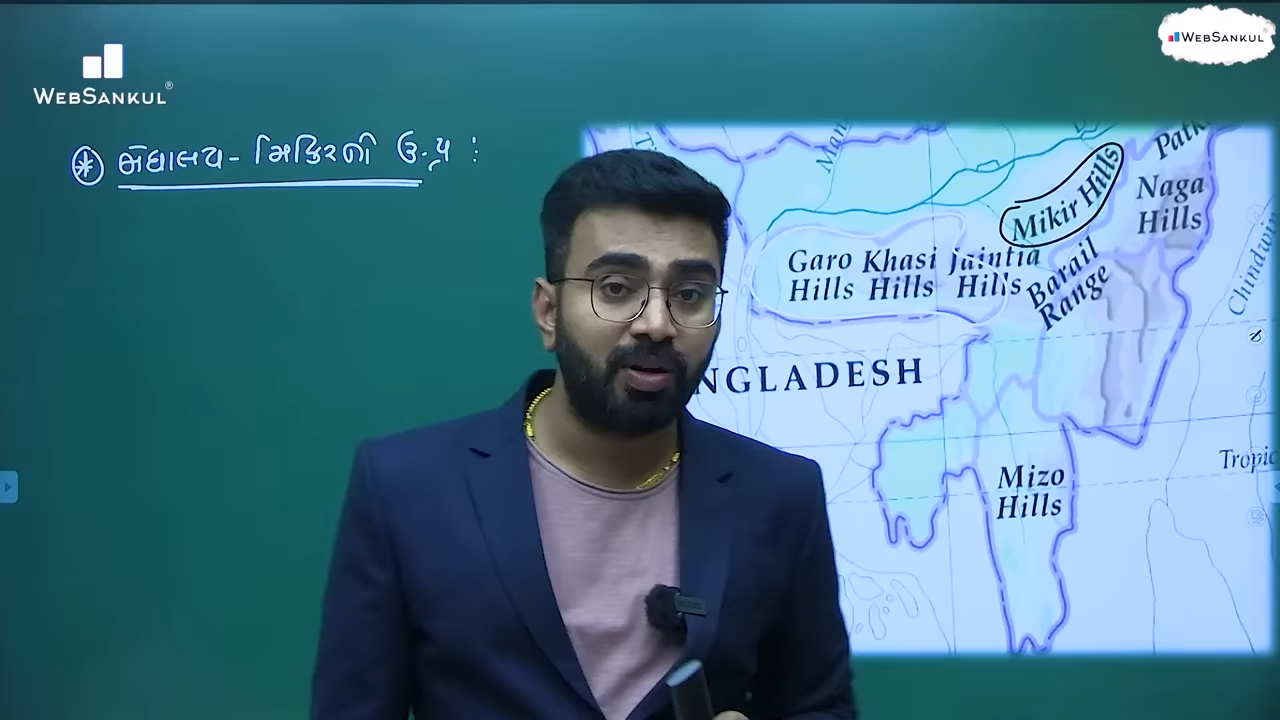 WEBSANKUL®
WEBSANKUL®
* મેઘાલય - મિકિરનો ઉ.પ્ર :
Mikir Hills
Naga
Hills
Garo Khasi Jaintia
Hills Hills Hills
Barail
Range
Chindwin
NGLADESH
Tropic
Mizo
Hills